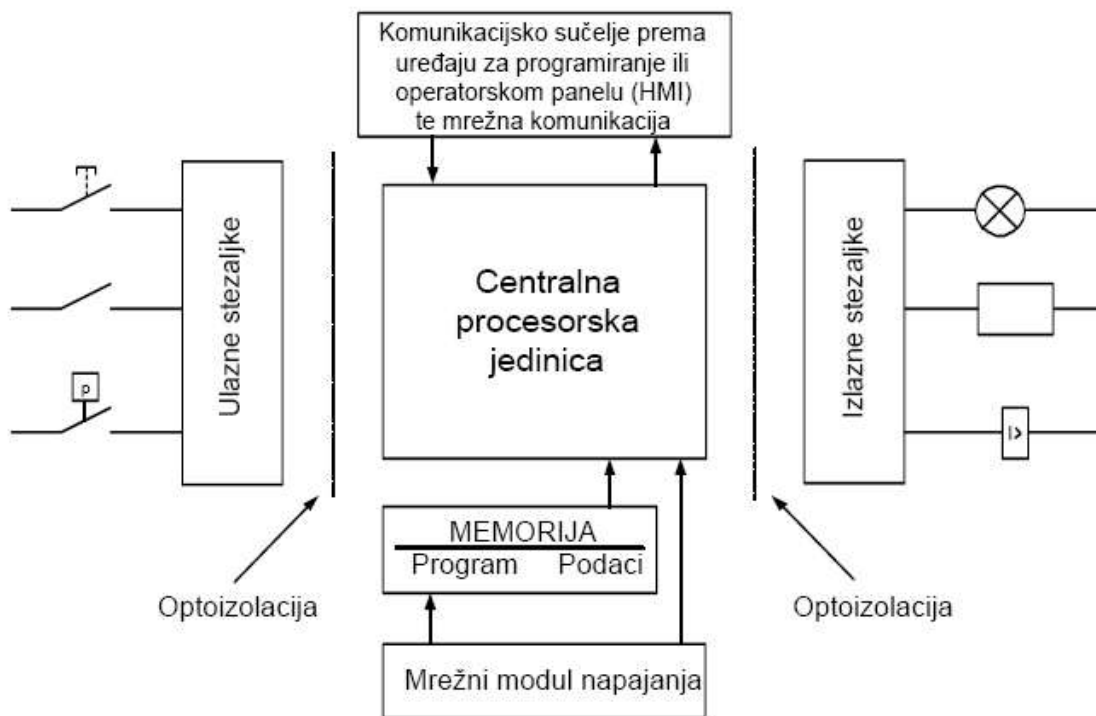 Komunikacijsko sučelje prema
uređaju za programiranje ili
operatorskom panelu (HMI)
te mrežna komunikacija
Ulazne stezaljke
p
Centralna
procesorska
jedinica
Izlazne stezaljke
I>
MEMORIJA
Program Podaci
Optoizolacija
Optoizolacija
Mrežni modul napajanja